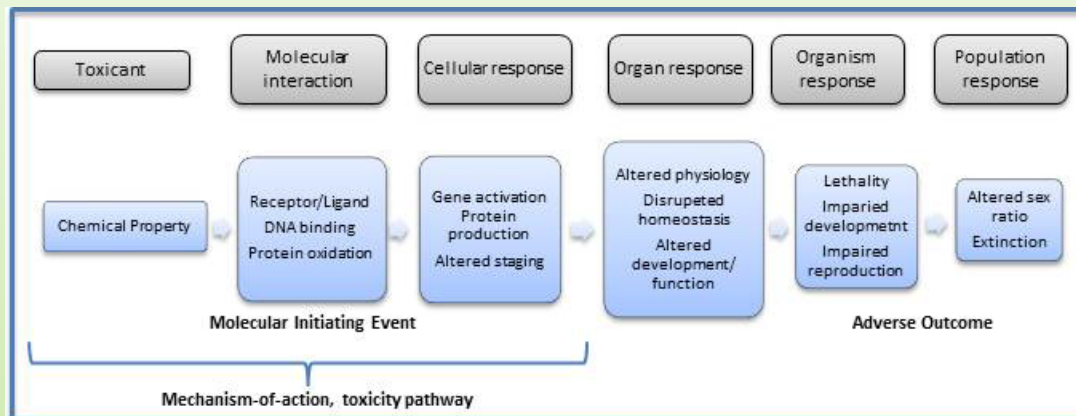 Toxicant
Molecular
interaction
Cellular response
Organ response
Organism
response
Population
response
Chemical Property
Receptor/Ligand
DNA binding
Protein oxidation
Gene activation
Protein
production
Altered staging
Altered physiology
Disrupeted
homeostasis
Altered
development/
function
Lethality
Imparied
developmetnt
Impaired
reproduction
Altered sex
ratio
Extinction
Molecular Initiating Event
Adverse Outcome
Mechanism-of-action, toxicity pathway